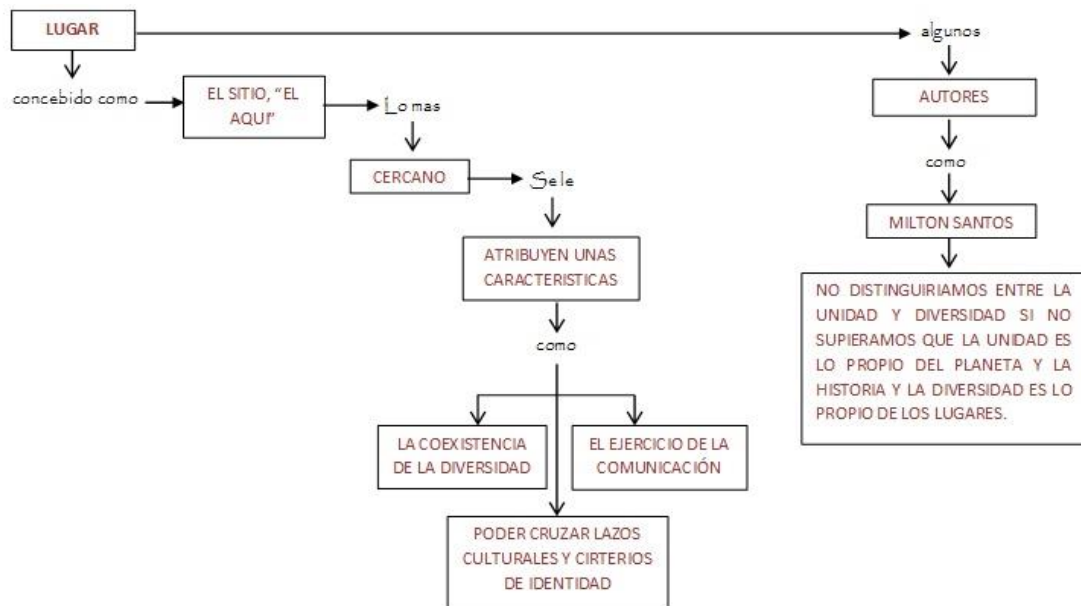 LUGAR
algunos
concebido como
EL SITIO, "EL
AQUI"
Lo mas
AUTORES
CERCANO
Se le
como
ATRIBUYEN UNAS
CARACTERISTICAS
MILTON SANTOS
como
NO DISTINGUIRIAMOS ENTRE LA
UNIDAD Y DIVERSIDAD SI NO
SUPIERAMOS QUE LA UNIDAD ES
LO PROPIO DEL PLANETA Y LA
HISTORIA Y LA DIVERSIDAD ES LO
PROPIO DE LOS LUGARES.
LA COEXISTENCIA
DE LA DIVERSIDAD
EL EJERCICIO DE LA
COMUNICACIÓN
PODER CRUZAR LAZOS
CULTURALES Y CIRTERIOS
DE IDENTIDAD